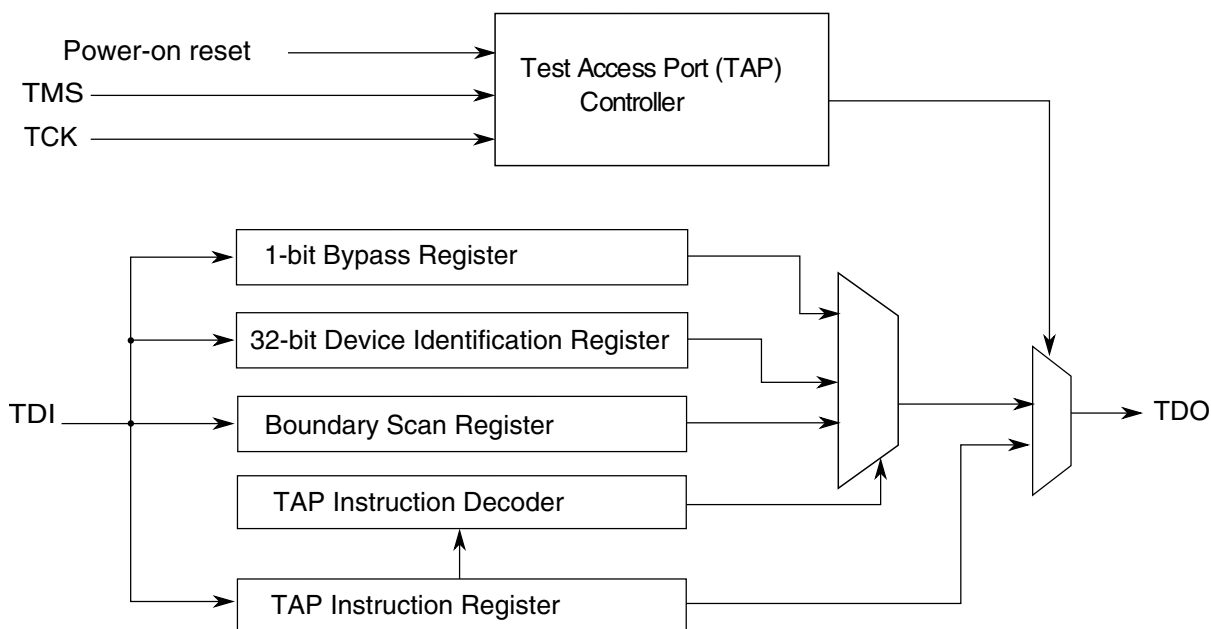 Power-on reset
TMS
TCK
Test Access Port (TAP)
Controller
1-bit Bypass Register
32-bit Device Identification Register
TDI
Boundary Scan Register
TDO
TAP Instruction Decoder
TAP Instruction Register